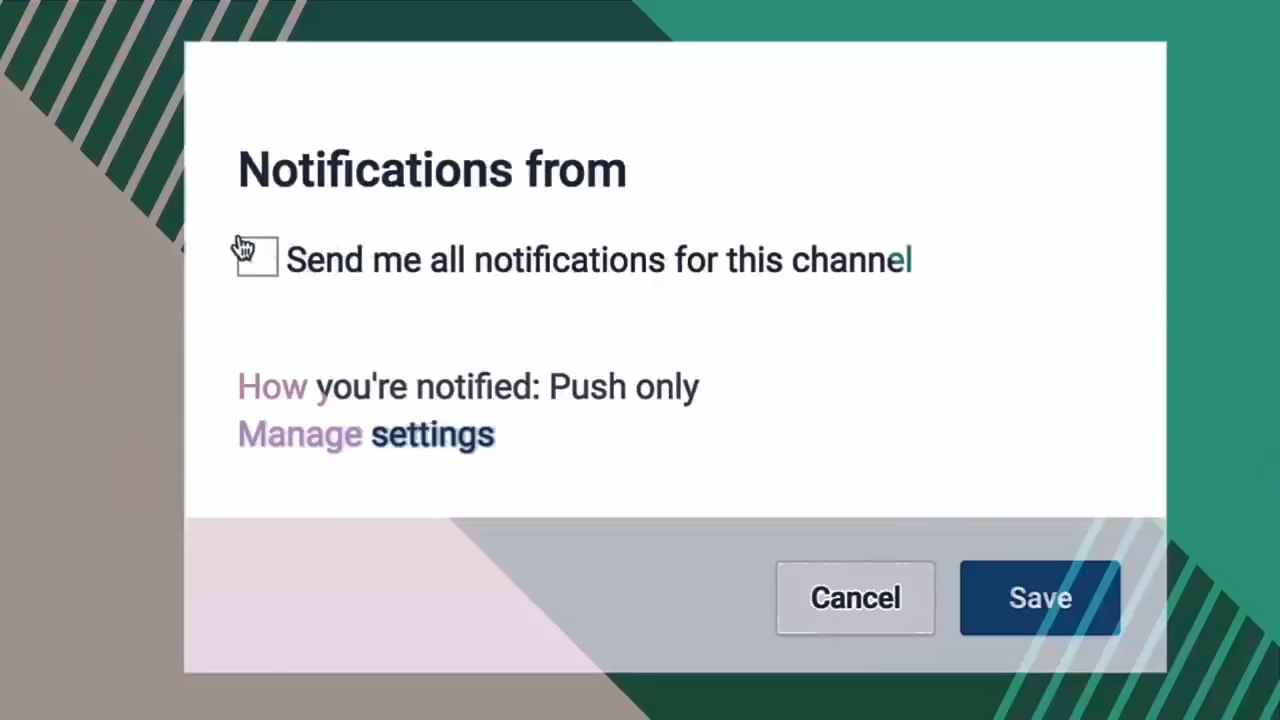 Notifications from
Send me all notifications for this channel
How you're notified: Push only
Manage settings
Cancel
Save